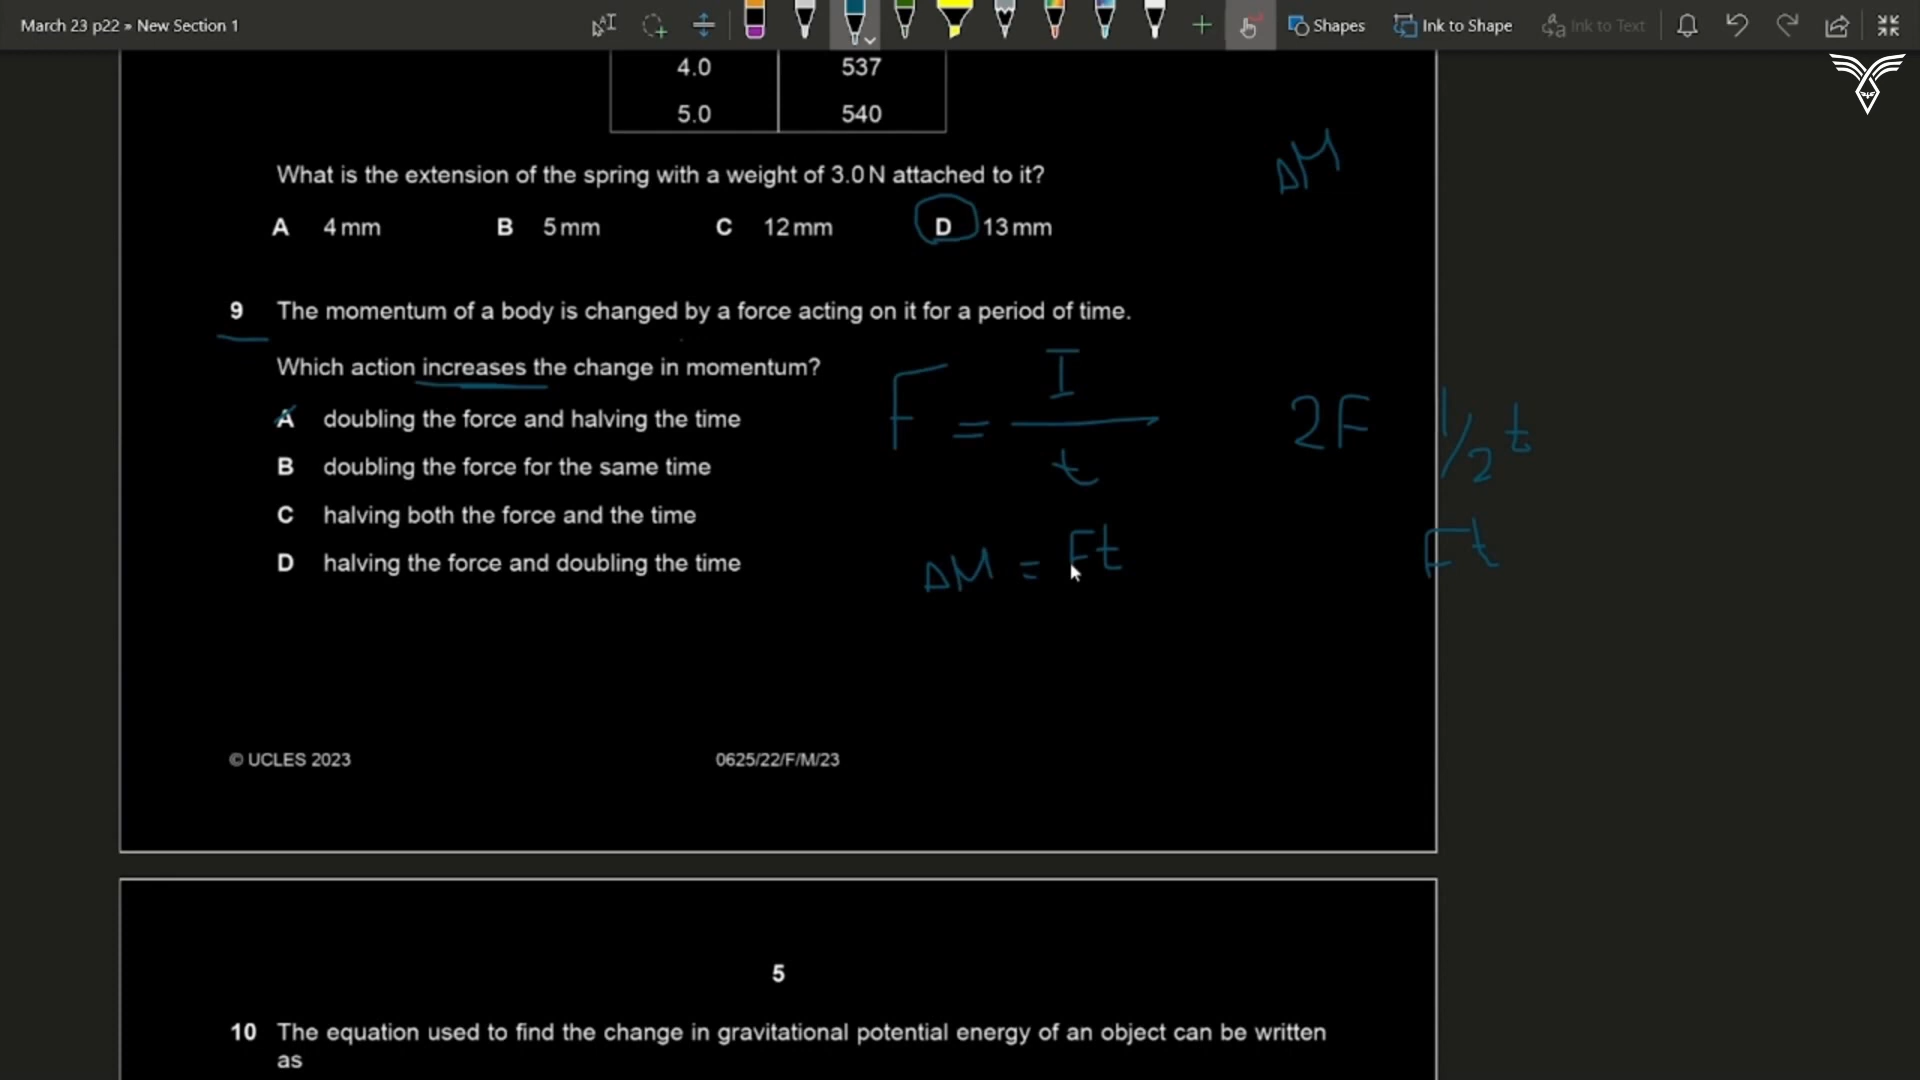 March 23 p22 » New Section 1
Shapes
Ink to Shape
Ink to Text
4.0 537
5.0 540
ΔM
What is the extension of the spring with a weight of 3.0 N attached to it?
A 4 mm B 5 mm C 12 mm D 13 mm
9 The momentum of a body is changed by a force acting on it for a period of time.
Which action increases the change in momentum?
A doubling the force and halving the time
B doubling the force for the same time
C halving both the force and the time
D halving the force and doubling the time
F = I / t
2F 1/2 t
Ft
ΔM = Ft
© UCLES 2023 0625/22/F/M/23
5
10 The equation used to find the change in gravitational potential energy of an object can be written
as